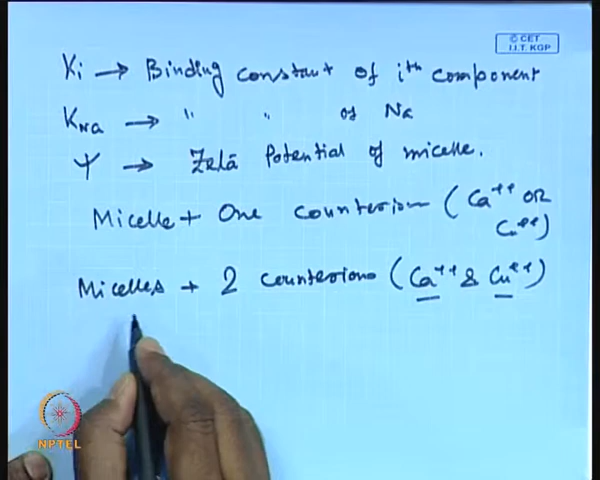 © CET
I.I.T. KGP
Ki → Binding constant of ith component
KNa → " " of Na
ψ → Zeta Potential of micelle.
Micelle + One counterion (Ca++ OR
Cu++)
Micelles + 2 Counterions (Ca++ & Cu++)
NPTEL